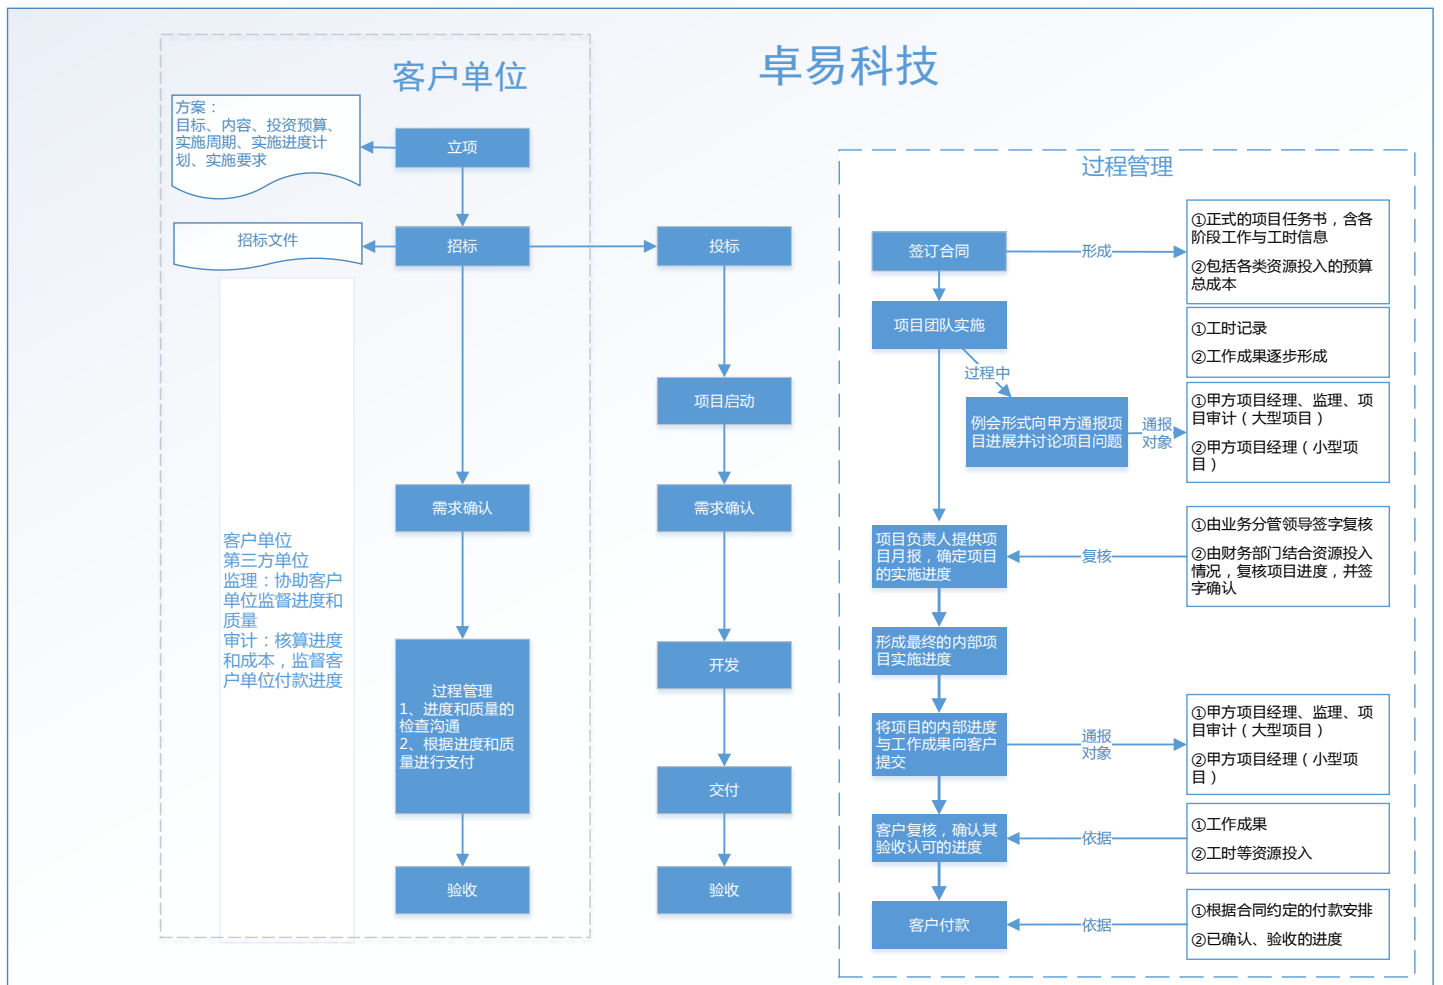 客户单位
卓易科技
方案：
目标、内容、投资预算、
实施周期、实施进度计
划、实施要求
立项
招标文件
招标
投标
项目启动
需求确认
需求确认
客户单位
第三方单位
监理：协助客户
单位监督进度和
质量
审计：核算进度
和成本，监督客
户单位付款进度
过程管理
1、进度和质量的
检查沟通
2、根据进度和质
量进行支付
开发
交付
验收
验收
过程管理
签订合同
形成
①正式的项目任务书，含各
阶段工作与工时信息
②包括各类资源投入的预算
总成本
项目团队实施
①工时记录
②工作成果逐步形成
过程中
例会形式向甲方通报项
目进展并讨论项目问题
通报
对象
①甲方项目经理、监理、项
目审计（大型项目）
②甲方项目经理（小型项
目）
项目负责人提供项
目月报，确定项目
的实施进度
复核
①由业务分管领导签字复核
②由财务部门结合资源投入
情况，复核项目进度，并签
字确认
形成最终的内部项
目实施进度
将项目的内部进度
与工作成果向客户
提交
通报
对象
①甲方项目经理、监理、项
目审计（大型项目）
②甲方项目经理（小型项
目）
客户复核，确认其
验收认可的进度
依据
①工作成果
②工时等资源投入
客户付款
依据
①根据合同约定的付款安排
②已确认、验收的进度